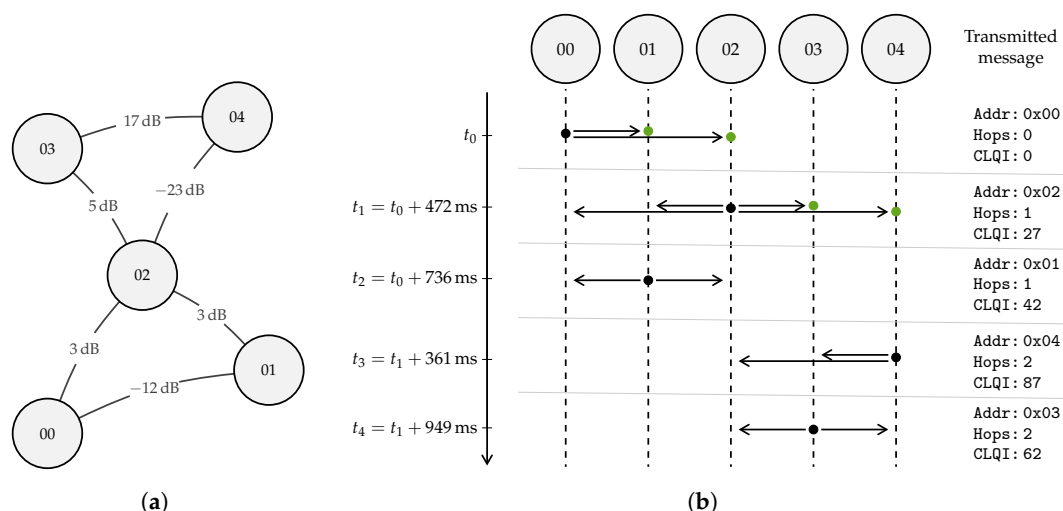 03
04
17 dB
5 dB
−23 dB
02
3 dB
3 dB
−12 dB
01
00
(a)
00 01 02 03 04
Transmitted
message
t0
Addr: 0x00
Hops: 0
CLQI: 0
t1 = t0 + 472 ms
Addr: 0x02
Hops: 1
CLQI: 27
t2 = t0 + 736 ms
Addr: 0x01
Hops: 1
CLQI: 42
t3 = t1 + 361 ms
Addr: 0x04
Hops: 2
CLQI: 87
t4 = t1 + 949 ms
Addr: 0x03
Hops: 2
CLQI: 62
(b)